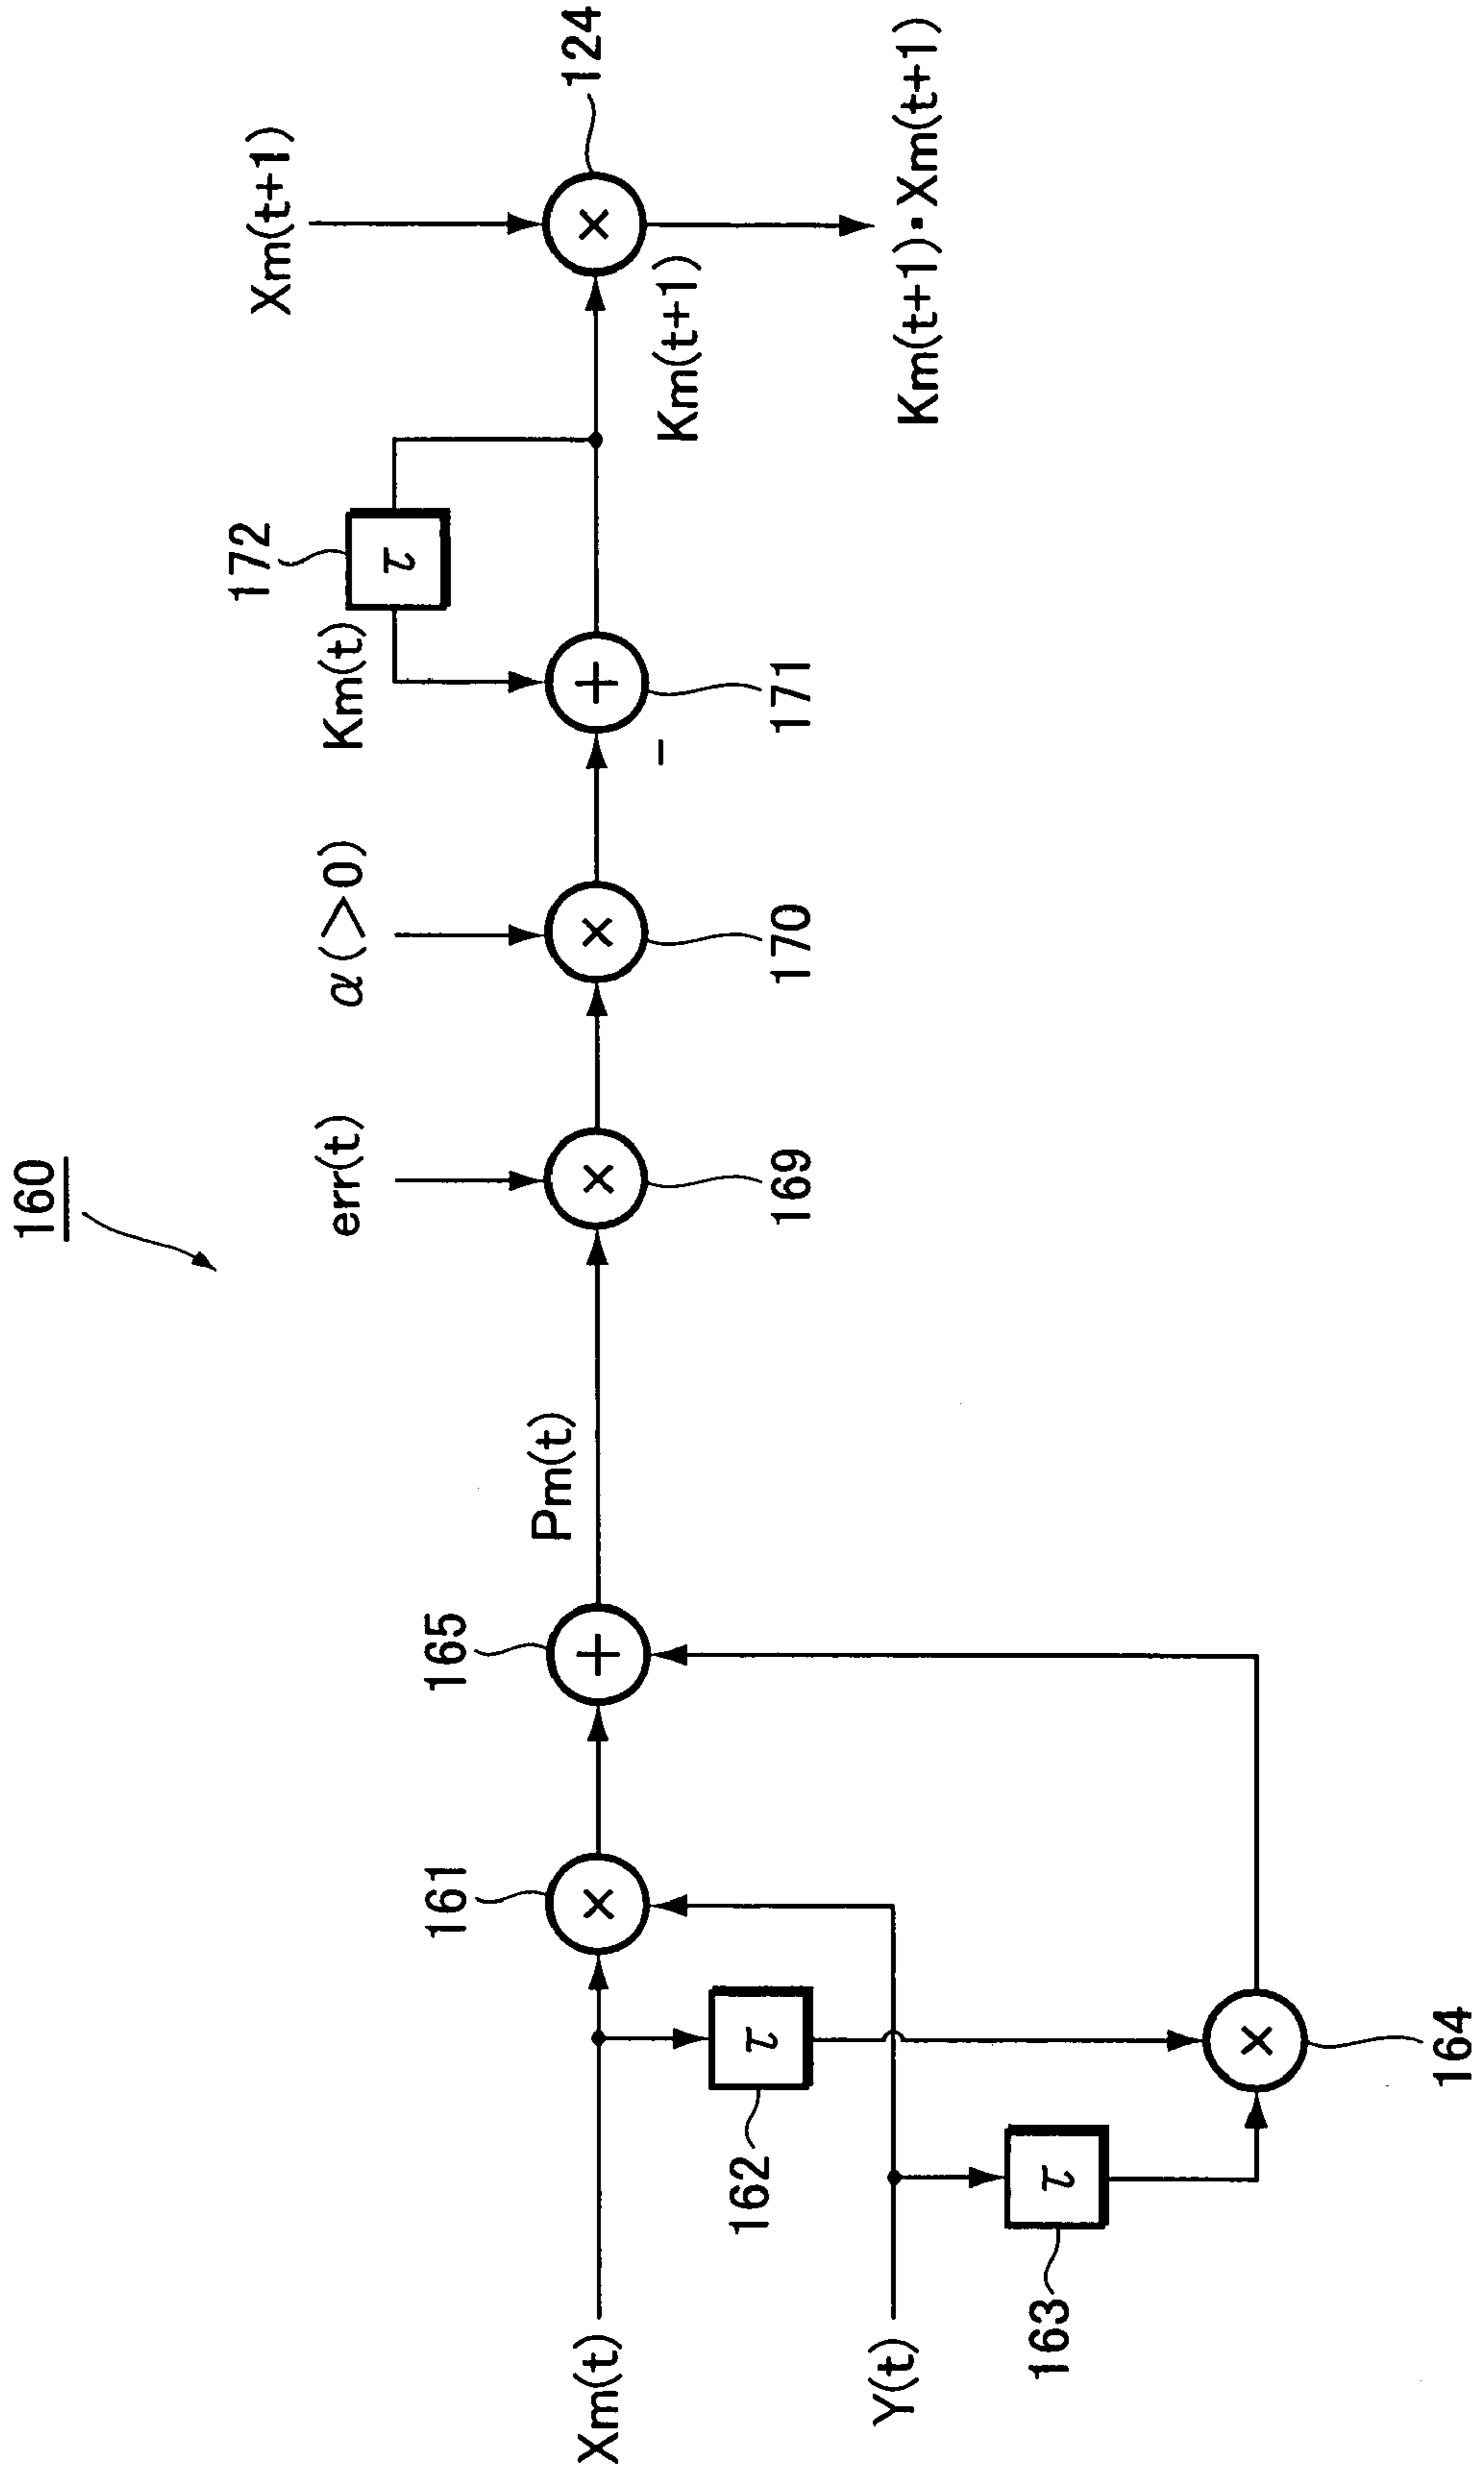 160
Xm(t+1)
172
Km(t)
α(>0)
err(t)
124
Pm(t)
165
161
τ
Km(t+1)
−
+
×
×
×
+
×
171
170
169
Xm(t)
τ
162
Km(t+1)・Xm(t+1)
Y(t)
τ
163
×
164